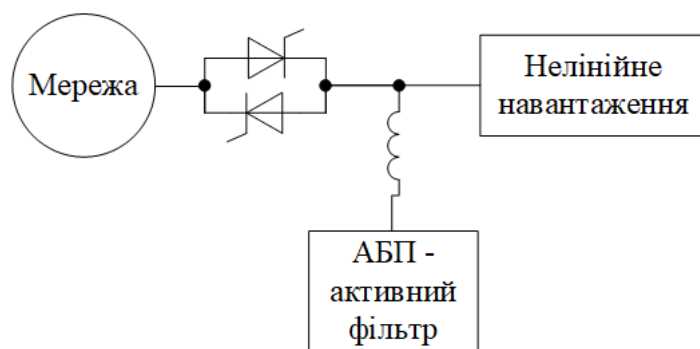 Мережа
Нелінійне
навантаження
АБП -
активний
фільтр